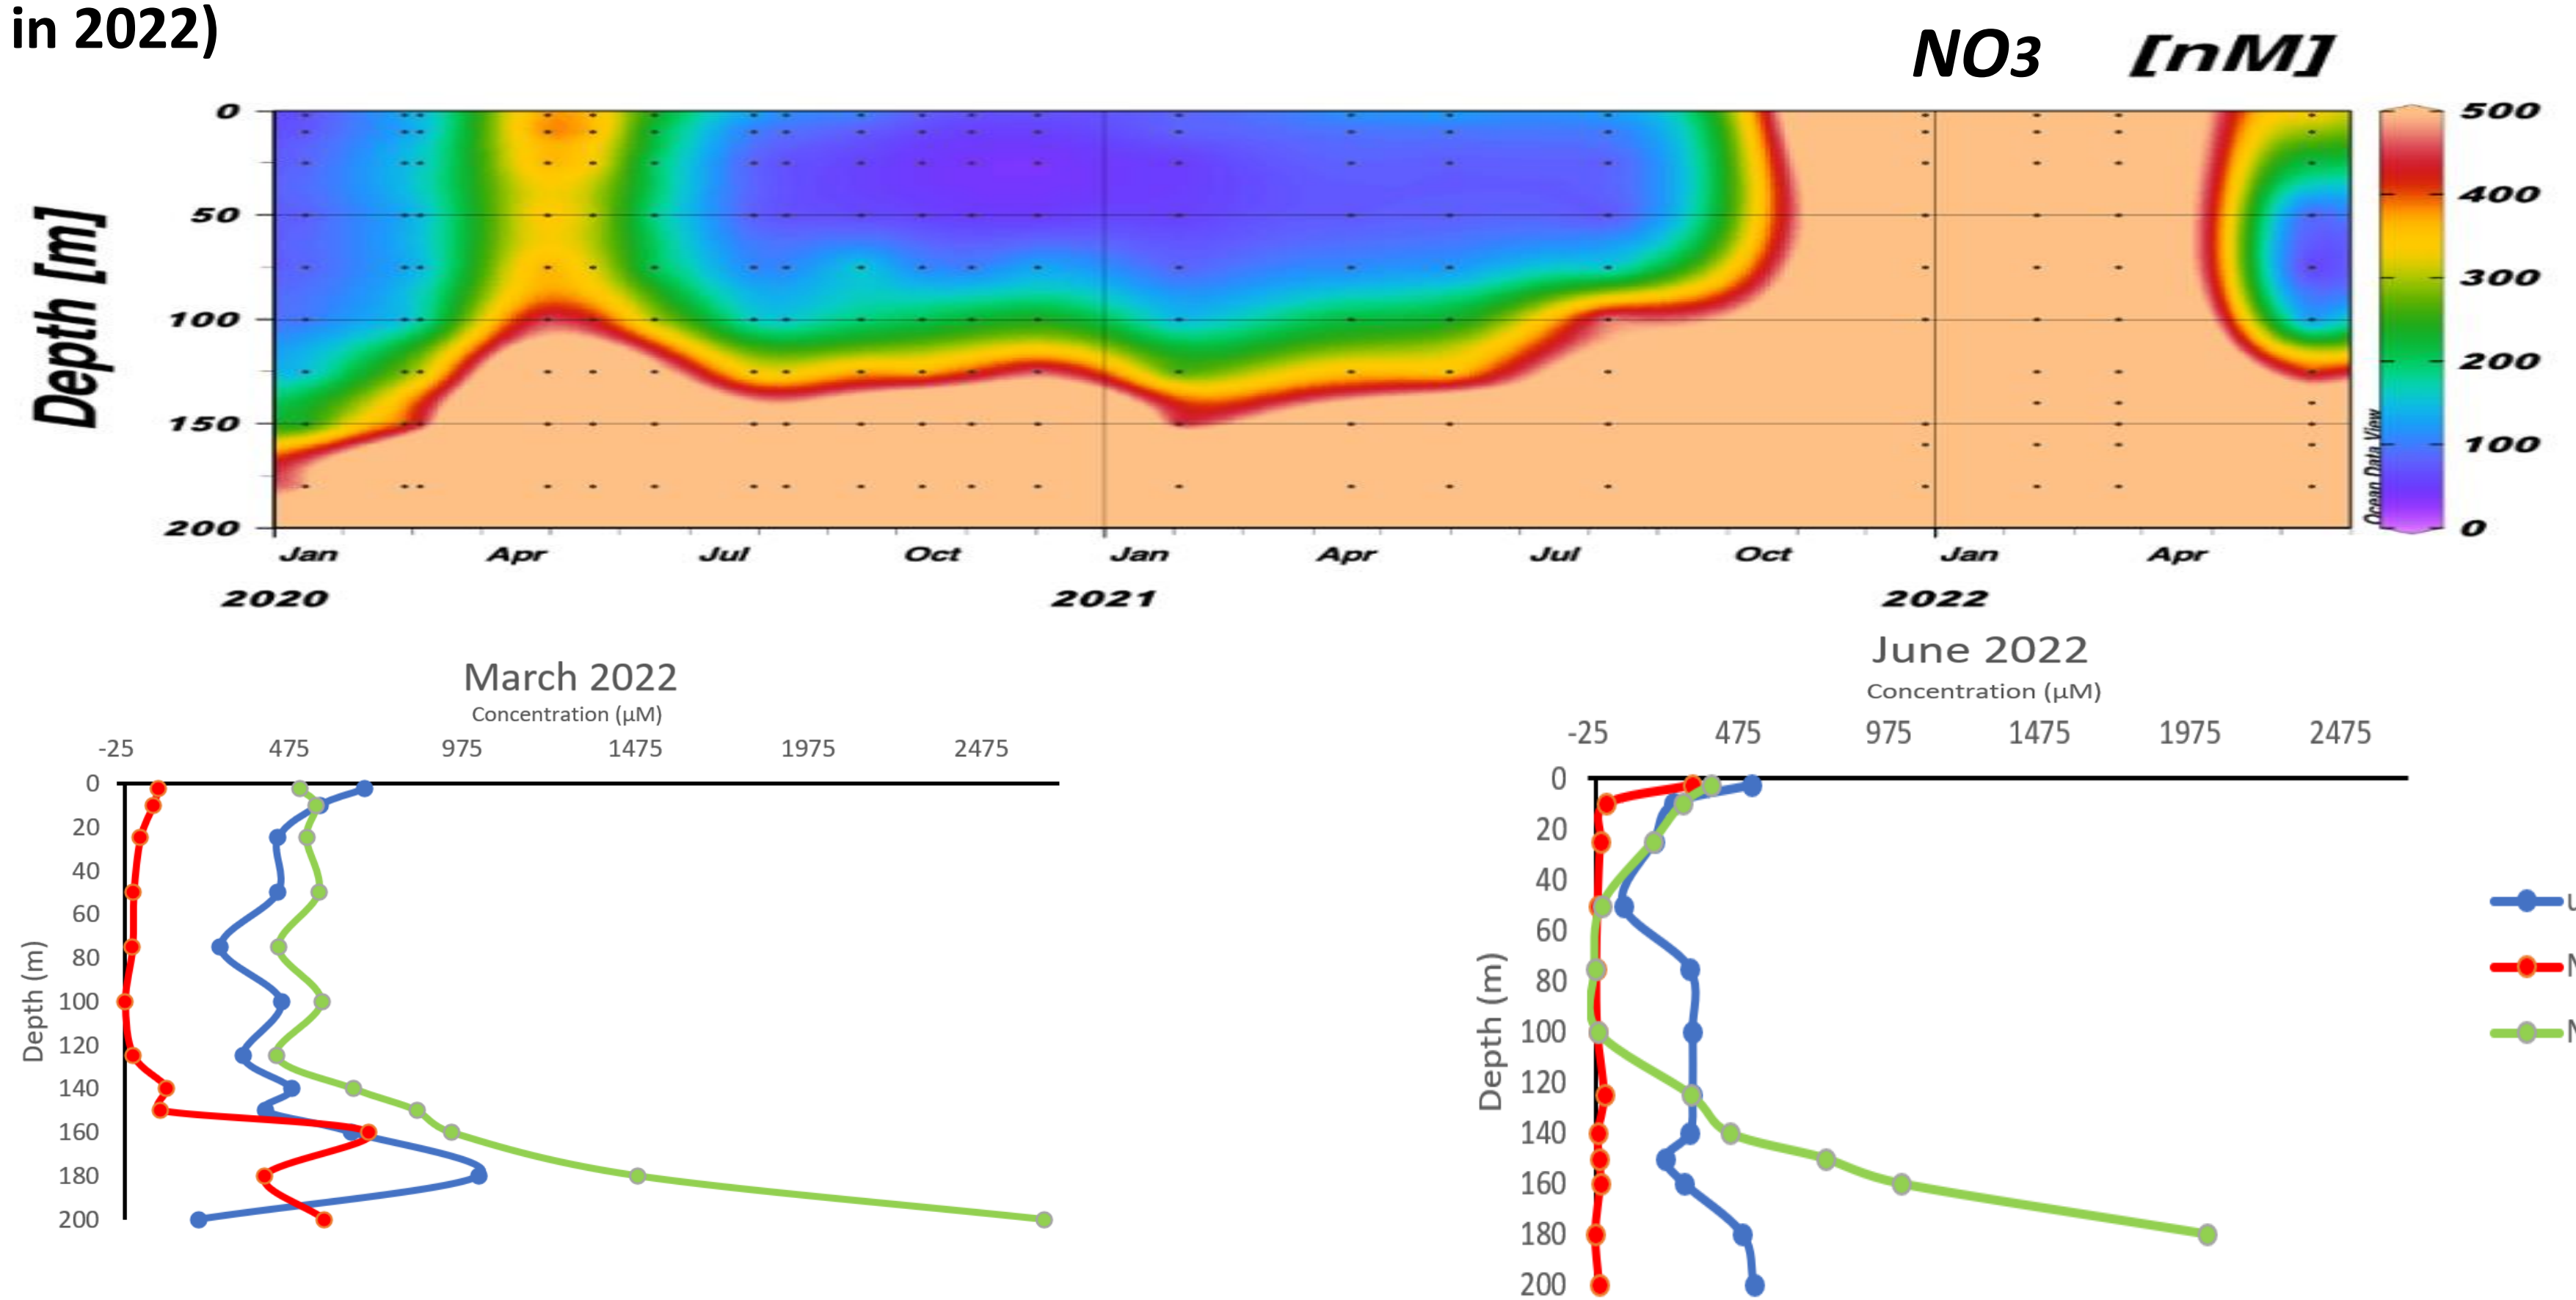 in 2022)
NO3 [nM]
0
50
100
150
200
Depth [m]
500
400
300
200
100
0
Ocean Data View
Jan Apr Jul Oct Jan Apr Jul Oct Jan Apr
2020 2021 2022
March 2022
Concentration (µM)
-25 475 975 1475 1975 2475
0
20
40
60
80
100
120
140
160
180
200
Depth (m)
June 2022
Concentration (µM)
-25 475 975 1475 1975 2475
0
20
40
60
80
100
120
140
160
180
200
Depth (m)